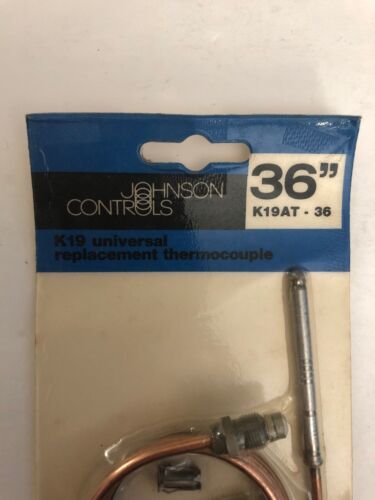 JOHNSON
CONTROLS
36”
K19AT - 36
K19 universal
replacement thermocouple